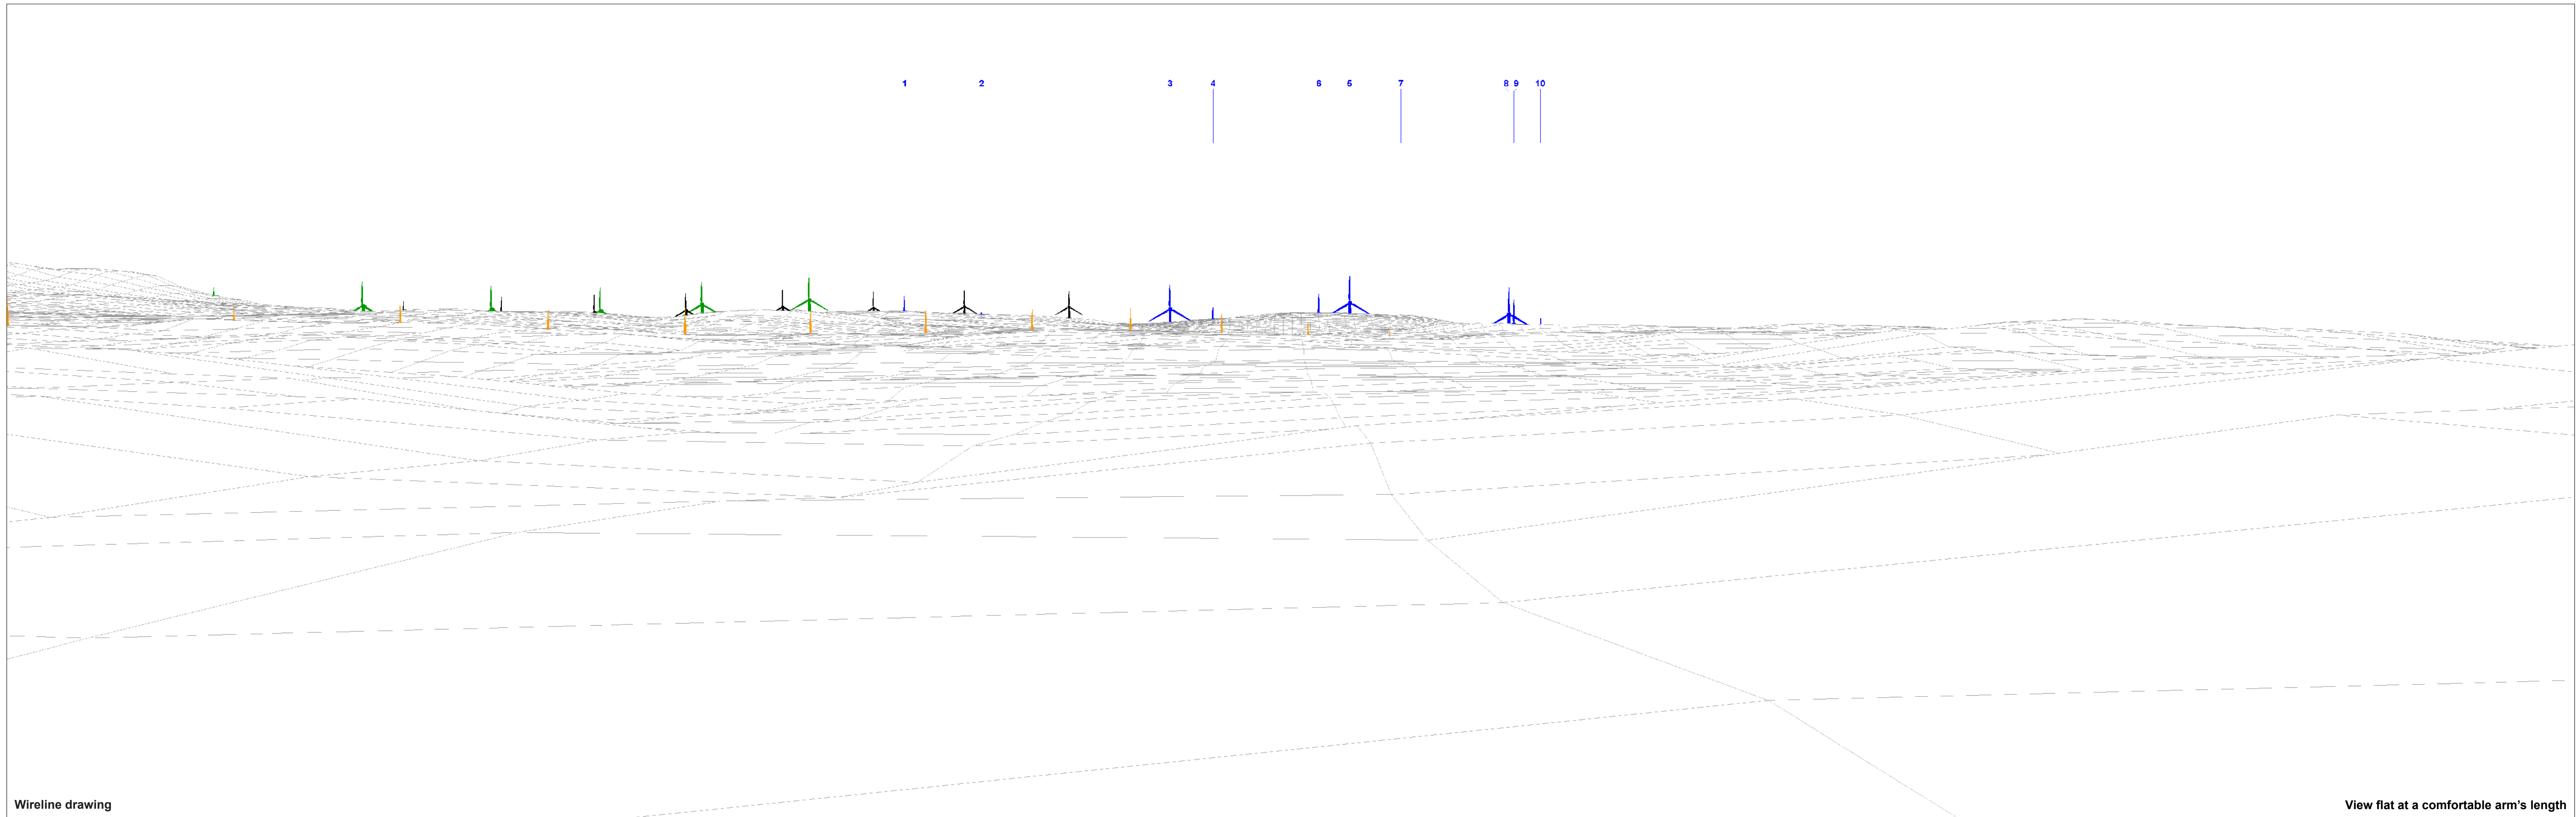 1 2 3 4 6 5 7 8 9 10
Wireline drawing
View flat at a comfortable arm's length